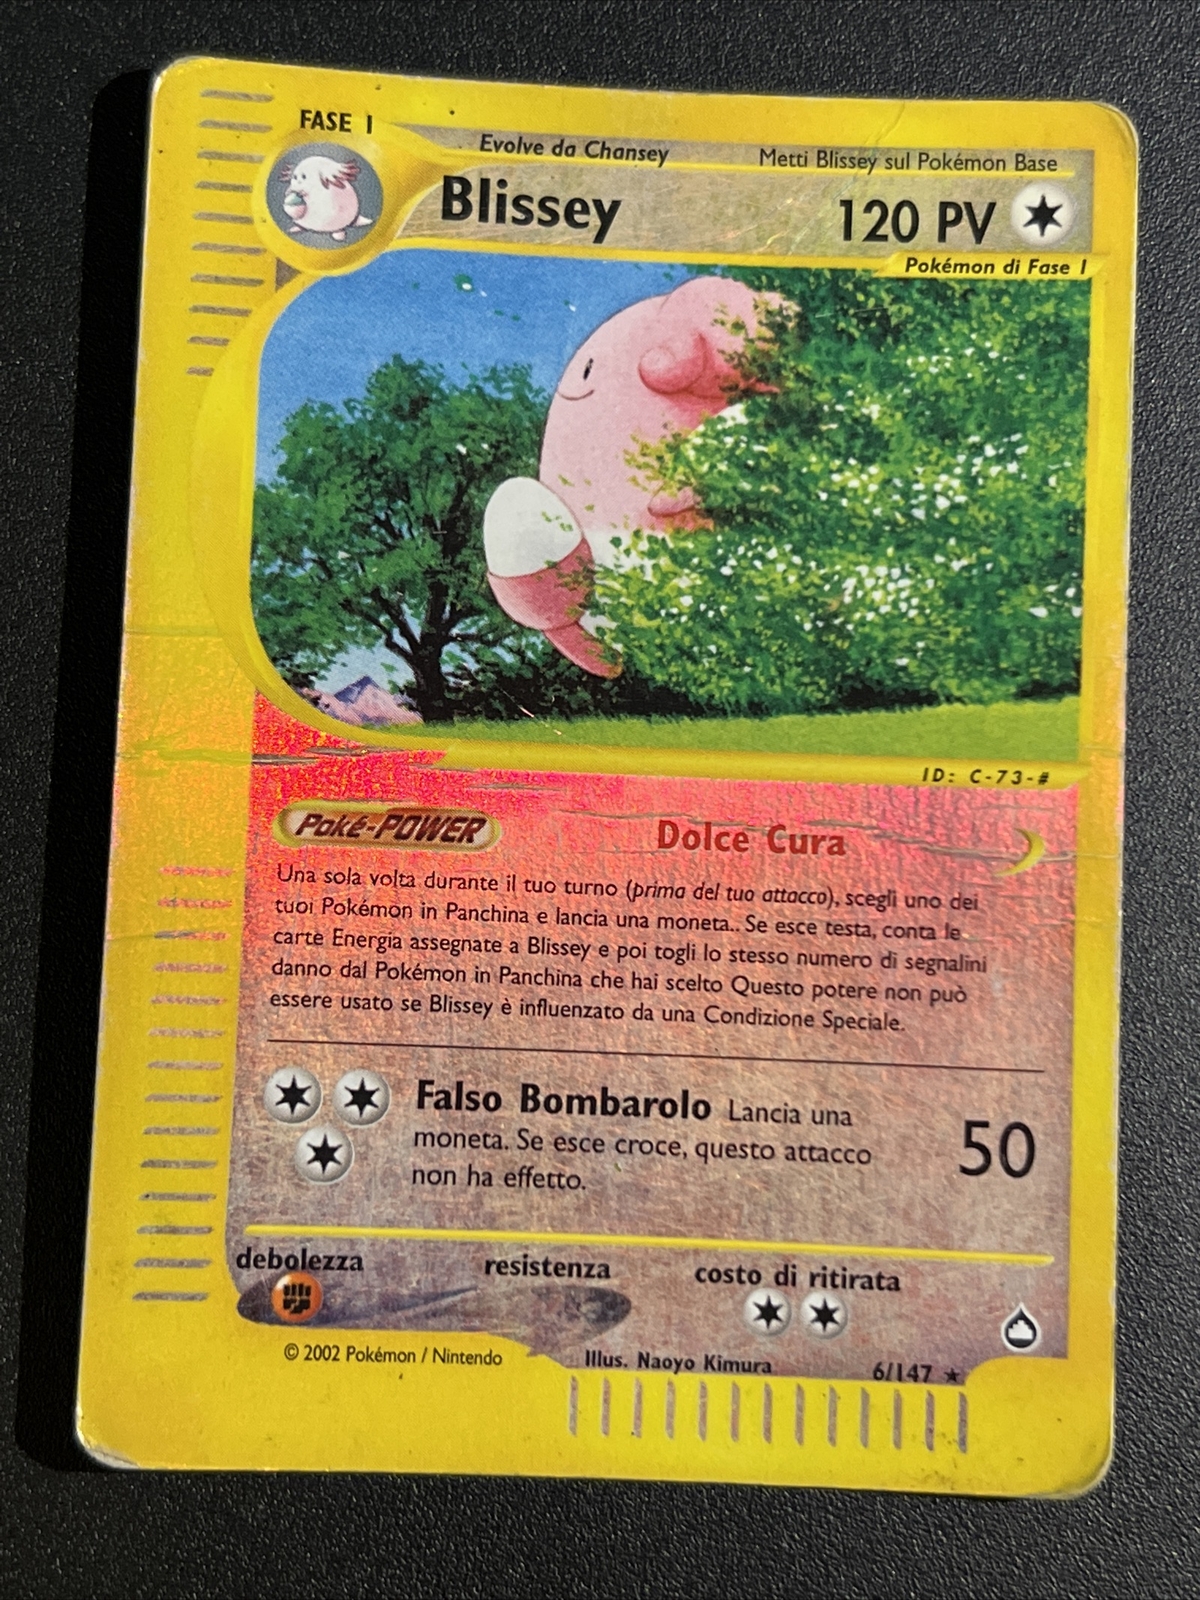 FASE 1
Evolve da Chansey
Metti Blissey sul Pokémon Base
Blissey
120 PV
Pokémon di Fase 1
ID: C-73-#
Poké-POWER
Dolce Cura
Una sola volta durante il tuo turno (prima del tuo attacco), scegli uno dei
tuoi Pokémon in Panchina e lancia una moneta.. Se esce testa, conta le
carte Energia assegnate a Blissey e poi togli lo stesso numero di segnalini
danno dal Pokémon in Panchina che hai scelto Questo potere non può
essere usato se Blissey è influenzato da una Condizione Speciale.
Falso Bombarolo Lancia una
moneta. Se esce croce, questo attacco
non ha effetto.
50
debolezza
resistenza
costo di ritirata
© 2002 Pokémon / Nintendo
Illus. Naoyo Kimura
6/147 ★